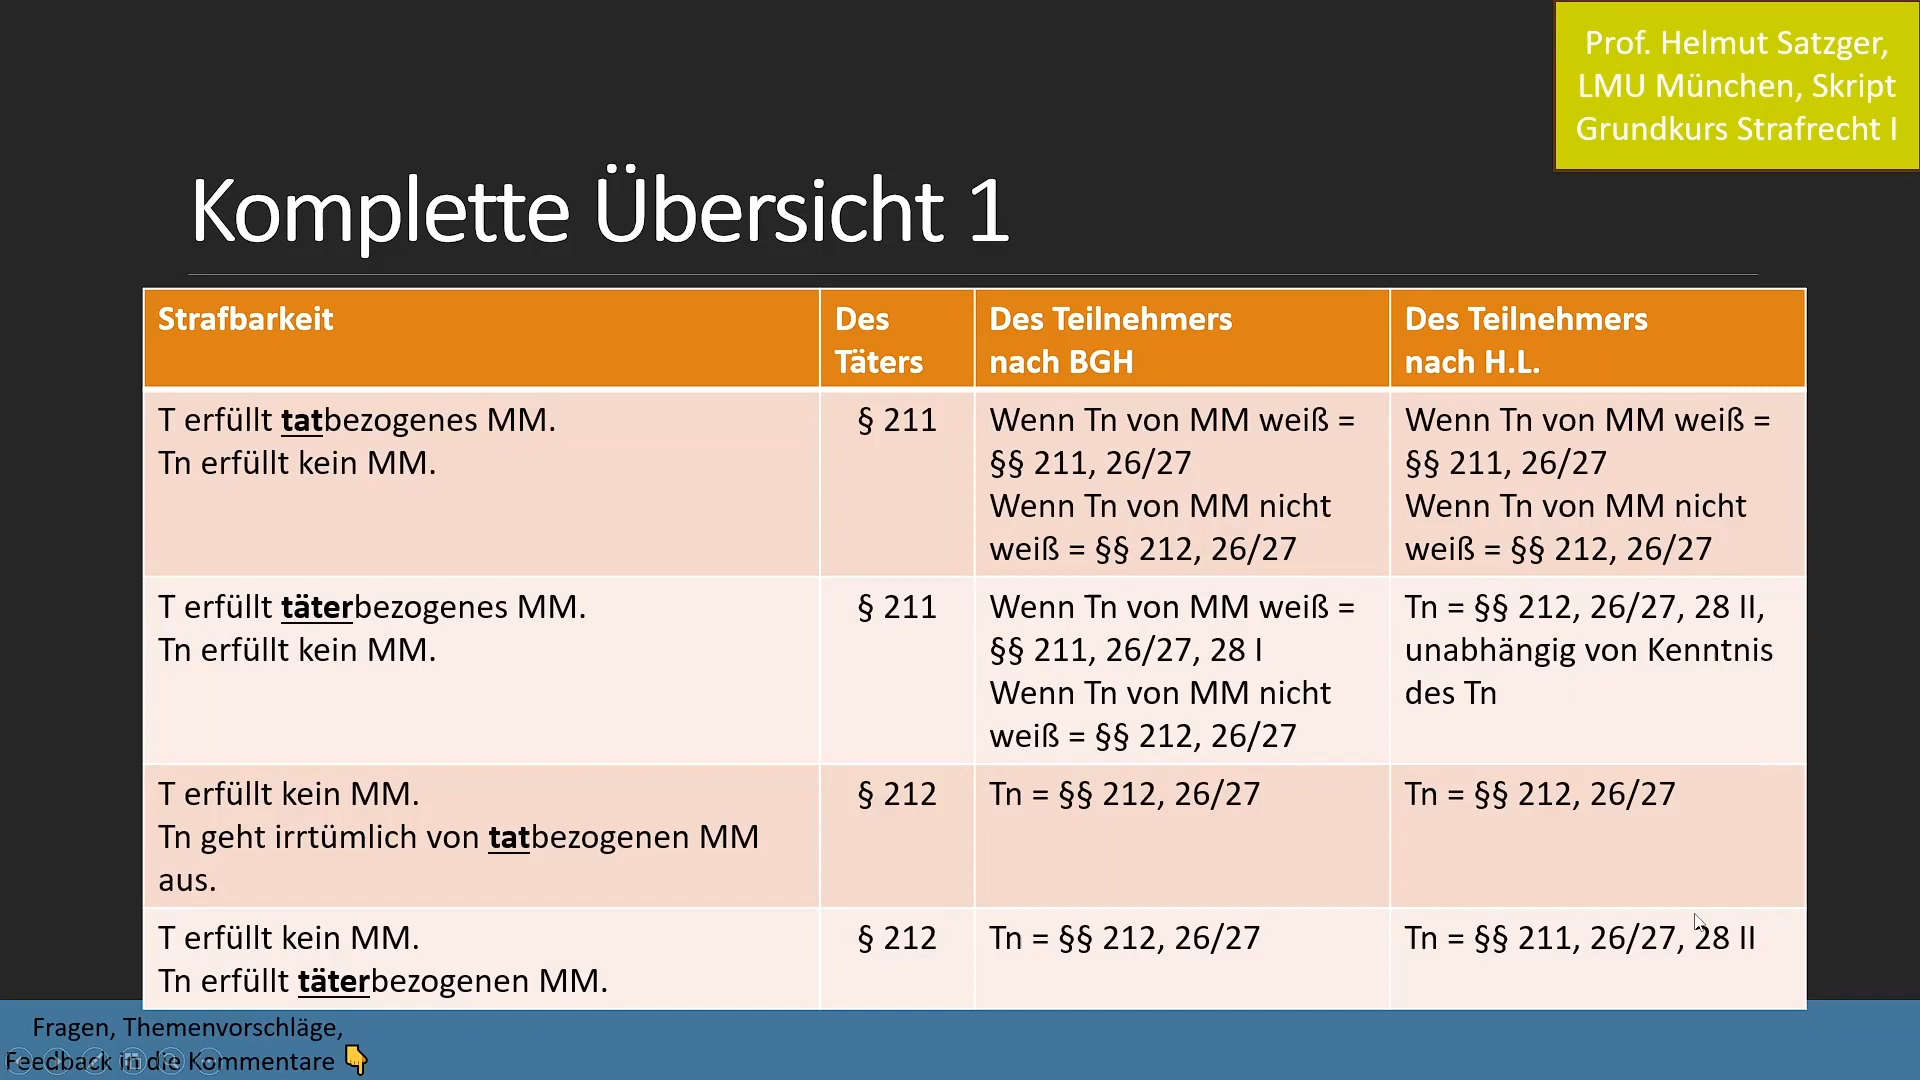 Prof. Helmut Satzger,
LMU München, Skript
Grundkurs Strafrecht I
Komplette Übersicht 1
Strafbarkeit
Des
Täters
Des Teilnehmers
nach BGH
Des Teilnehmers
nach H.L.
T erfüllt tatbezogenes MM.
Tn erfüllt kein MM.
§ 211
Wenn Tn von MM weiß =
§§ 211, 26/27
Wenn Tn von MM nicht
weiß = §§ 212, 26/27
Wenn Tn von MM weiß =
§§ 211, 26/27
Wenn Tn von MM nicht
weiß = §§ 212, 26/27
T erfüllt täterbezogenes MM.
Tn erfüllt kein MM.
§ 211
Wenn Tn von MM weiß =
§§ 211, 26/27, 28 I
Wenn Tn von MM nicht
weiß = §§ 212, 26/27
Tn = §§ 212, 26/27, 28 II,
unabhängig von Kenntnis
des Tn
T erfüllt kein MM.
Tn geht irrtümlich von tatbezogenen MM
aus.
§ 212
Tn = §§ 212, 26/27
Tn = §§ 212, 26/27
T erfüllt kein MM.
Tn erfüllt täterbezogenen MM.
§ 212
Tn = §§ 212, 26/27
Tn = §§ 211, 26/27, 28 II
Fragen, Themenvorschläge,
Feedback in die Kommentare 👇